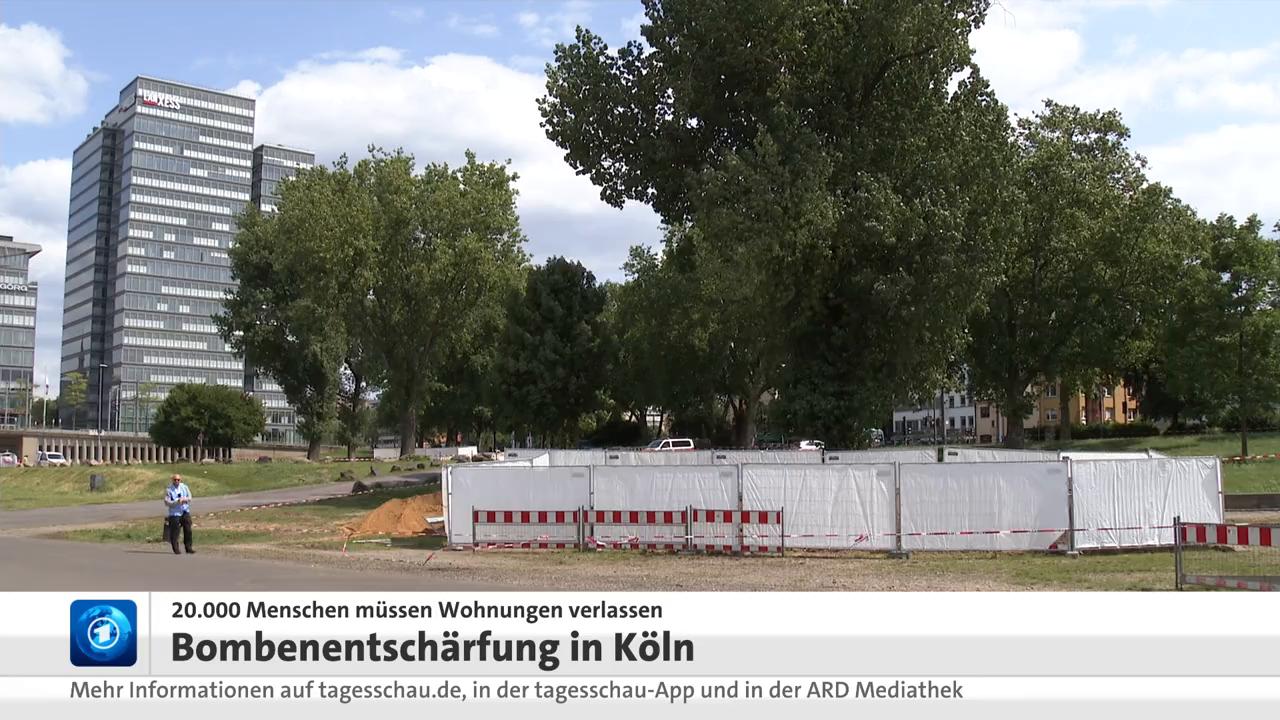 LANXESS
GORG
20.000 Menschen müssen Wohnungen verlassen
Bombenentschärfung in Köln
Mehr Informationen auf tagesschau.de, in der tagesschau-App und in der ARD Mediathek